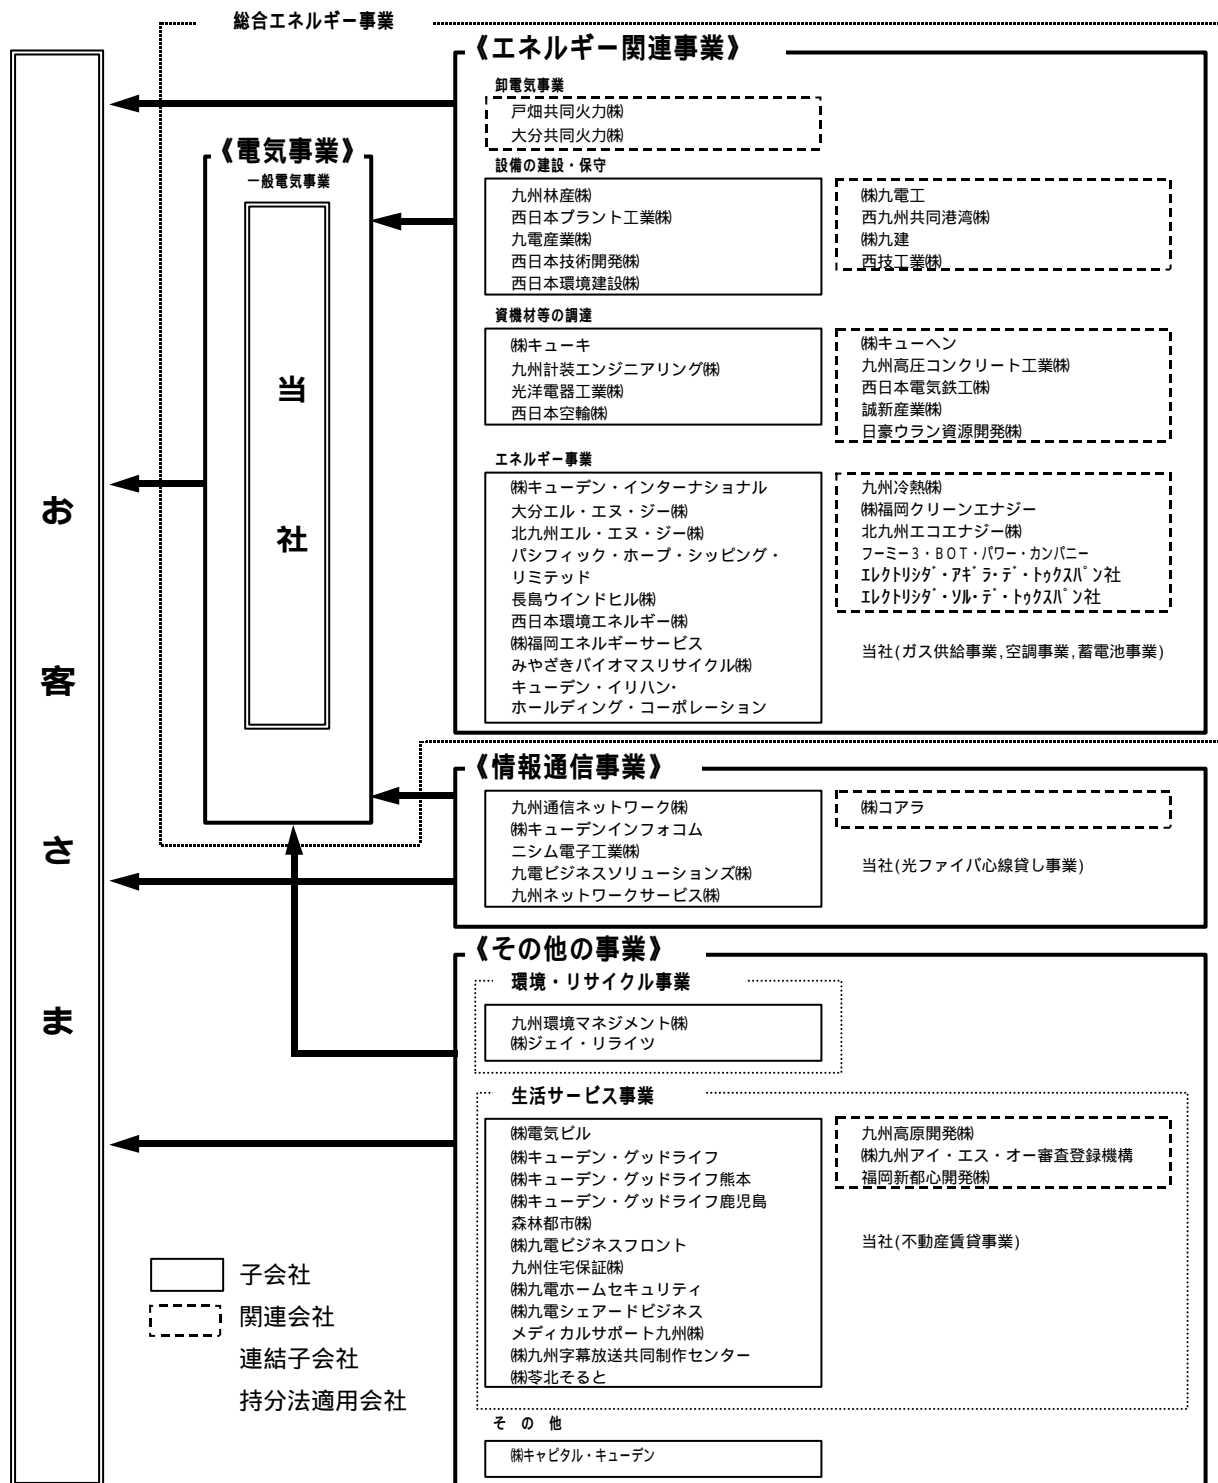 総合エネルギー事業
《エネルギー関連事業》
卸電気事業
戸畑共同火力㈱
大分共同火力㈱
設備の建設・保守
九州林産㈱
西日本プラント工業㈱
九電産業㈱
西日本技術開発㈱
西日本環境建設㈱
㈱九電工
西九州共同港湾㈱
㈱九建
西技工業㈱
資機材等の調達
㈱キューキ
九州計装エンジニアリング㈱
光洋電器工業㈱
西日本空輸㈱
㈱キューヘン
九州高圧コンクリート工業㈱
西日本電気鉄工㈱
誠新産業㈱
日豪ウラン資源開発㈱
エネルギー事業
㈱キューデン・インターナショナル
大分エル・エヌ・ジー㈱
北九州エル・エヌ・ジー㈱
パシフィック・ホープ・シッピング・
リミテッド
長島ウインドヒル㈱
西日本環境エネルギー㈱
㈱福岡エネルギーサービス
みやざきバイオマスリサイクル㈱
キューデン・イリハン・
ホールディング・コーポレーション
九州冷熱㈱
㈱福岡クリーンエナジー
北九州エコエナジー㈱
フーミー3・BOT・パワー・カンパニー
ｴﾚｸﾄﾘｼﾀﾞ・ｱｷﾞﾗ・ﾃﾞ・ﾄｩｸｽﾊﾟﾝ社
ｴﾚｸﾄﾘｼﾀﾞ・ｿﾙ・ﾃﾞ・ﾄｩｸｽﾊﾟﾝ社
当社(ガス供給事業,空調事業,蓄電池事業)
《電気事業》
一般電気事業
当社
お客さま
《情報通信事業》
九州通信ネットワーク㈱
㈱キューデンインフォコム
ニシム電子工業㈱
九電ビジネスソリューションズ㈱
九州ネットワークサービス㈱
㈱コアラ
当社(光ファイバ心線貸し事業)
《その他の事業》
環境・リサイクル事業
九州環境マネジメント㈱
㈱ジェイ・リライツ
生活サービス事業
㈱電気ビル
㈱キューデン・グッドライフ
㈱キューデン・グッドライフ熊本
㈱キューデン・グッドライフ鹿児島
森林都市㈱
㈱九電ビジネスフロント
九州住宅保証㈱
㈱九電ホームセキュリティ
㈱九電シェアードビジネス
メディカルサポート九州㈱
㈱九州字幕放送共同制作センター
㈱苓北そると
九州高原開発㈱
㈱九州アイ・エス・オー審査登録機構
福岡新都心開発㈱
当社(不動産賃貸事業)
そ の 他
㈱キャピタル・キューデン
子会社
関連会社
連結子会社
持分法適用会社